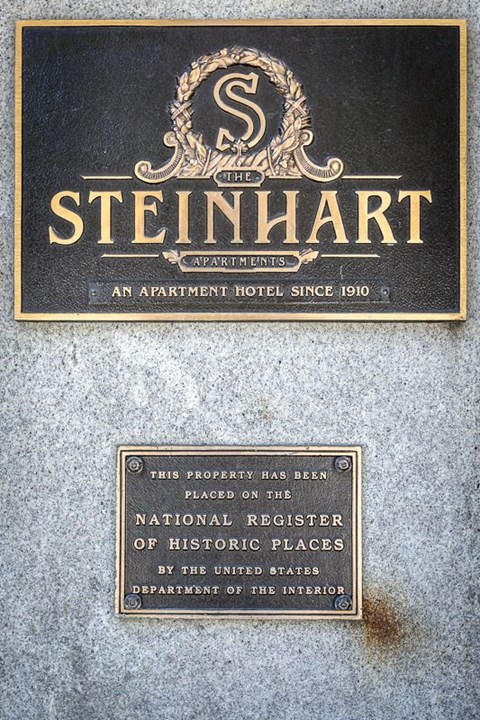 S
THE
STEINHART
APARTMENTS
AN APARTMENT HOTEL SINCE 1910
THIS PROPERTY HAS BEEN
PLACED ON THE
NATIONAL REGISTER
OF HISTORIC PLACES
BY THE UNITED STATES
DEPARTMENT OF THE INTERIOR